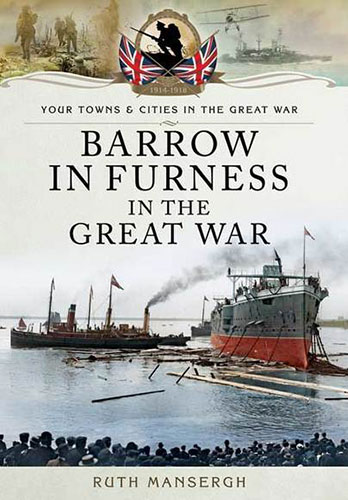 1914-1918
YOUR TOWNS & CITIES IN THE GREAT WAR
BARROW
IN FURNESS
IN THE
GREAT WAR
RUTH MANSERGH